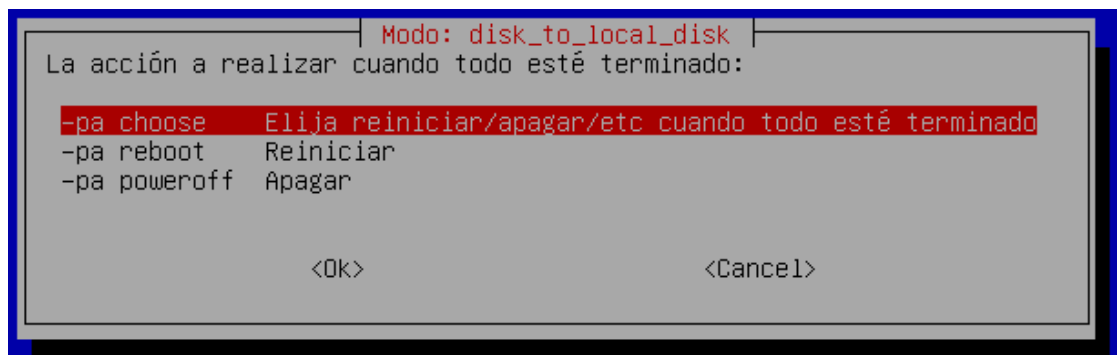 Modo: disk_to_local_disk
La acción a realizar cuando todo esté terminado:
-pa choose Elija reiniciar/apagar/etc cuando todo esté terminado
-pa reboot Reiniciar
-pa poweroff Apagar
<Ok> <Cancel>